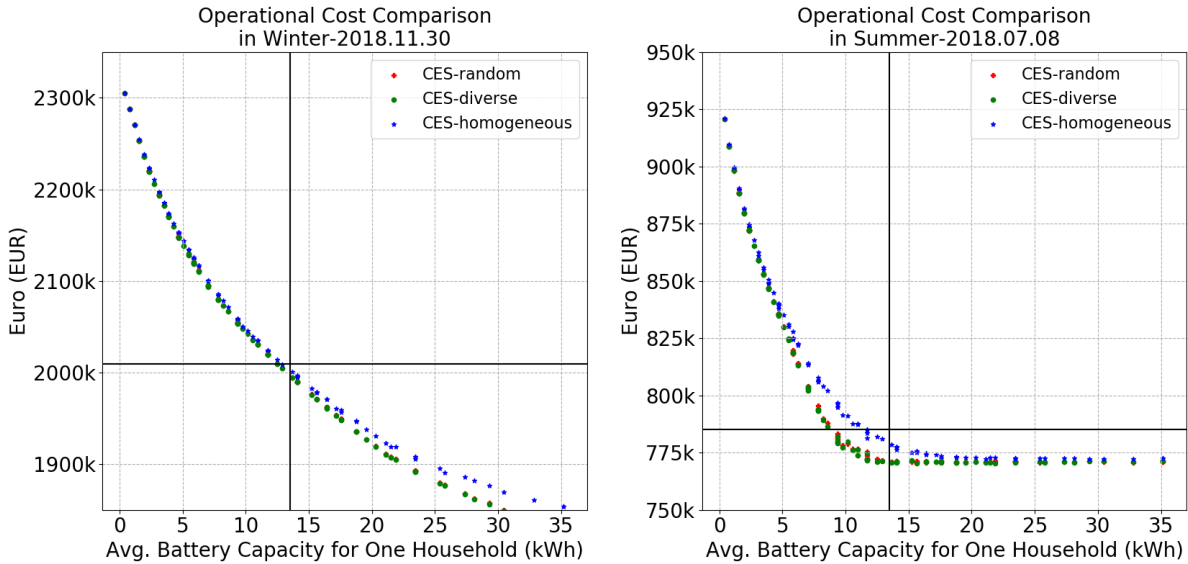 Operational Cost Comparison
in Winter-2018.11.30
CES-random
CES-diverse
CES-homogeneous
2300k
2200k
2100k
2000k
1900k
Euro (EUR)
0 5 10 15 20 25 30 35
Avg. Battery Capacity for One Household (kWh)
Operational Cost Comparison
in Summer-2018.07.08
CES-random
CES-diverse
CES-homogeneous
950k
925k
900k
875k
850k
825k
800k
775k
750k
Euro (EUR)
0 5 10 15 20 25 30 35
Avg. Battery Capacity for One Household (kWh)